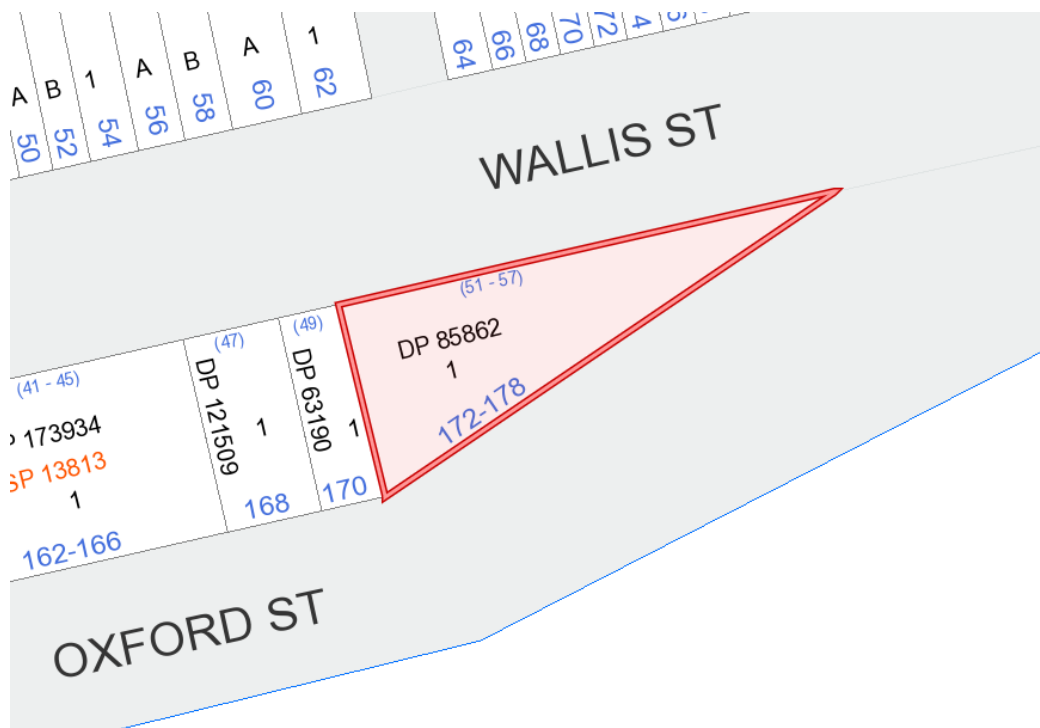 A
B
1
A
B
A
1
50
52
54
56
58
60
62
64
66
68
70
72
WALLIS ST
(51 - 57)
DP 85862
1
172-178
(49)
DP 63190
1
170
(47)
DP 121509
1
168
(41 - 45)
173934
SP 13813
1
162-166
OXFORD ST